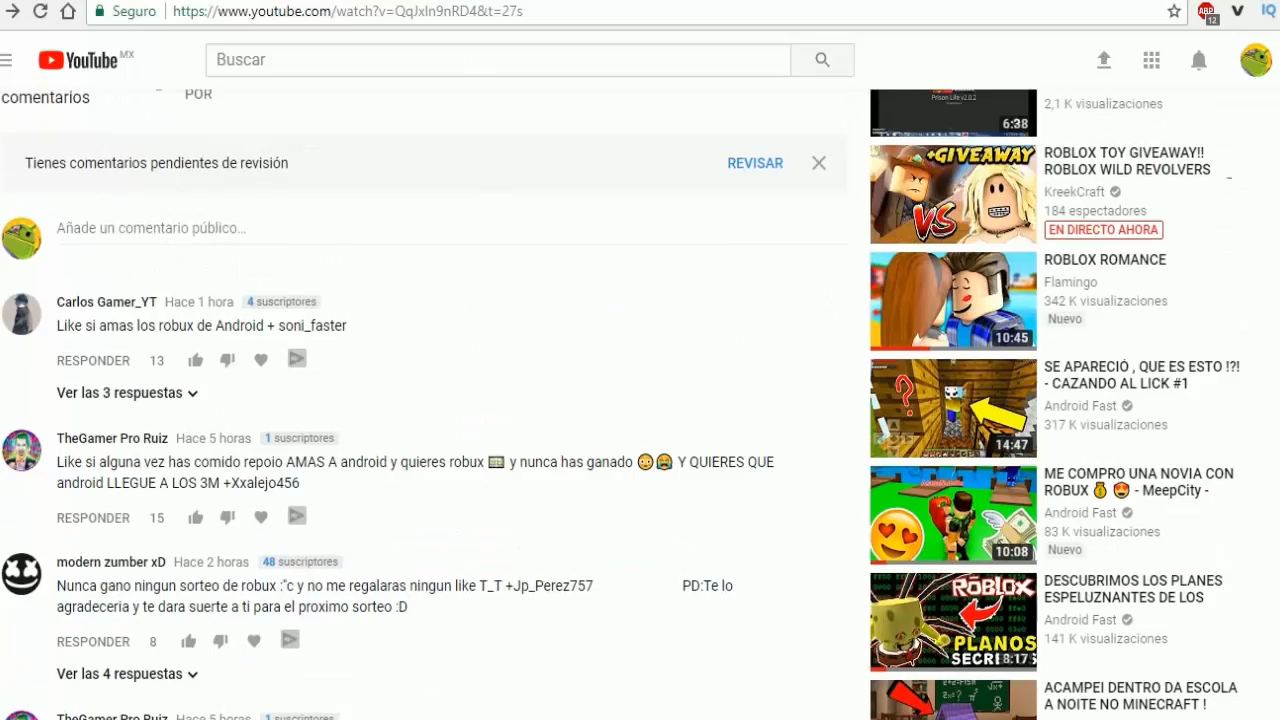 Seguro
https://www.youtube.com/watch?v=QqJxIn9nRD4&t=27s
ABP
12
V
IQ
YouTube MX
Buscar
comentarios
POR
Tienes comentarios pendientes de revisión
REVISAR
Añade un comentario público...
Carlos Gamer_YT Hace 1 hora 4 suscriptores
Like si amas los robux de Android + soni_faster
RESPONDER 13
Ver las 3 respuestas
TheGamer Pro Ruiz Hace 5 horas 1 suscriptores
Like si alguna vez has comido repoio AMAS A android y quieres robux 💵 y nunca has ganado 😳😭 Y QUIERES QUE
android LLEGUE A LOS 3M +Xxalejo456
RESPONDER 15
modern zumber xD Hace 2 horas 48 suscriptores
Nunca gano ningun sorteo de robux :"c y no me regalaras ningun like T_T +Jp_Perez757 PD:Te lo
agradeceria y te dara suerte a ti para el proximo sorteo :D
RESPONDER 8
Ver las 4 respuestas
TheGamer Pro Ruiz Hace 5 horas 1 suscriptores
Prison Life v2.0.2
6:38
2,1 K visualizaciones
+GIVEAWAY
VS
ROBLOX TOY GIVEAWAY!!
ROBLOX WILD REVOLVERS
KreekCraft
184 espectadores
EN DIRECTO AHORA
10:45
ROBLOX ROMANCE
Flamingo
342 K visualizaciones
Nuevo
14:47
SE APARECIÓ , QUE ES ESTO !?!
- CAZANDO AL LICK #1
Android Fast
317 K visualizaciones
10:08
ME COMPRO UNA NOVIA CON
ROBUX 💰 😍 - MeepCity -
Android Fast
83 K visualizaciones
Nuevo
ROBLOX
PLANOS
8:17
DESCUBRIMOS LOS PLANES
ESPELUZNANTES DE LOS
Android Fast
141 K visualizaciones
ACAMPEI DENTRO DA ESCOLA
A NOITE NO MINECRAFT !